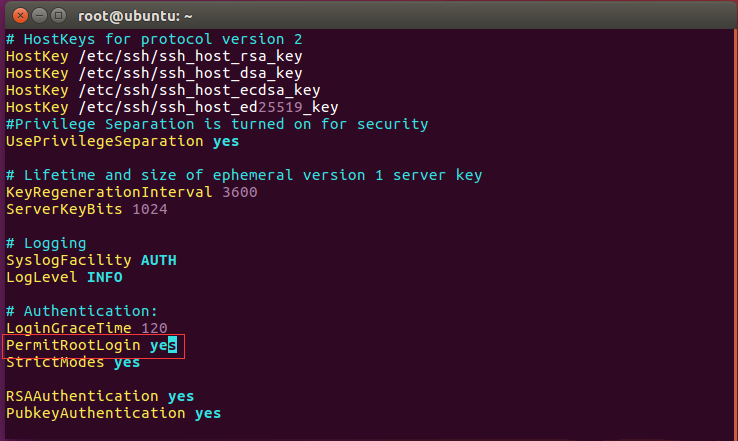 root@ubuntu: ~
# HostKeys for protocol version 2
HostKey /etc/ssh/ssh_host_rsa_key
HostKey /etc/ssh/ssh_host_dsa_key
HostKey /etc/ssh/ssh_host_ecdsa_key
HostKey /etc/ssh/ssh_host_ed25519_key
#Privilege Separation is turned on for security
UsePrivilegeSeparation yes
# Lifetime and size of ephemeral version 1 server key
KeyRegenerationInterval 3600
ServerKeyBits 1024
# Logging
SyslogFacility AUTH
LogLevel INFO
# Authentication:
LoginGraceTime 120
PermitRootLogin yes
StrictModes yes
RSAAuthentication yes
PubkeyAuthentication yes